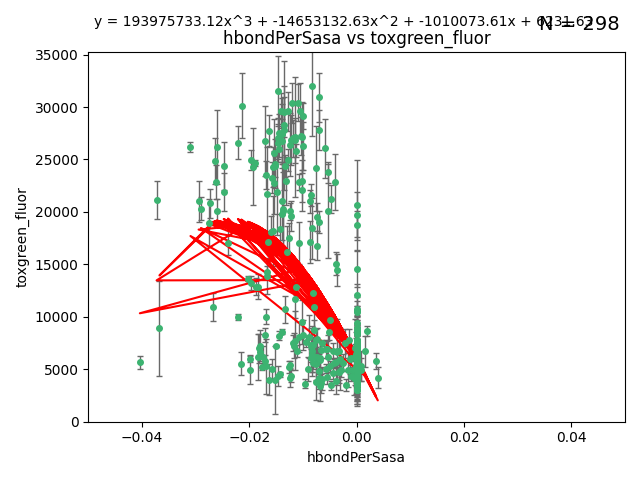 y = 193975733.12x^3 + -14653132.63x^2 + -1010073.61x +
N = 298
hbondPerSasa vs toxgreen_fluor
35000
30000
25000
20000
15000
10000
5000
0
toxgreen_fluor
−0.04 −0.02 0.00 0.02 0.04
hbondPerSasa